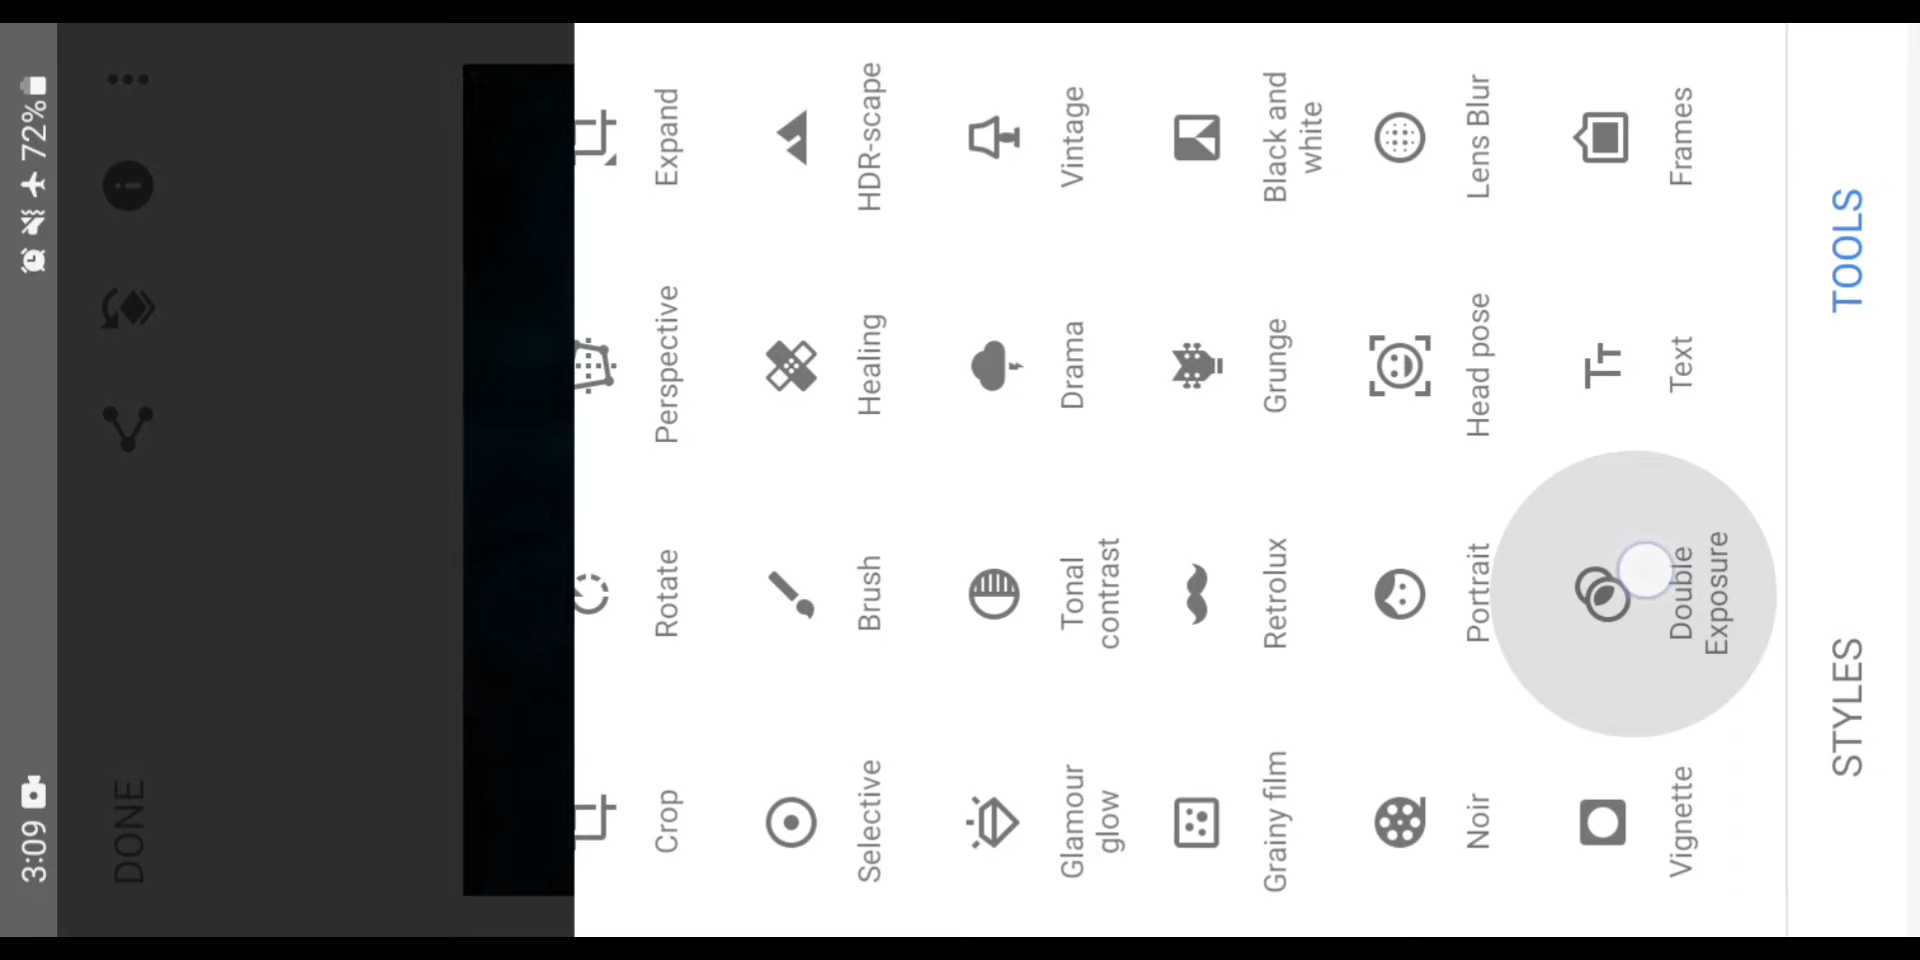 3:09 72%
DONE
Crop Rotate Perspective Expand
Selective Brush Healing HDR-scape
Glamour glow Tonal contrast Drama Vintage
Grainy film Retrolux Grunge Black and white
Noir Portrait Head pose Lens Blur
Vignette Double Exposure Text Frames
STYLES TOOLS